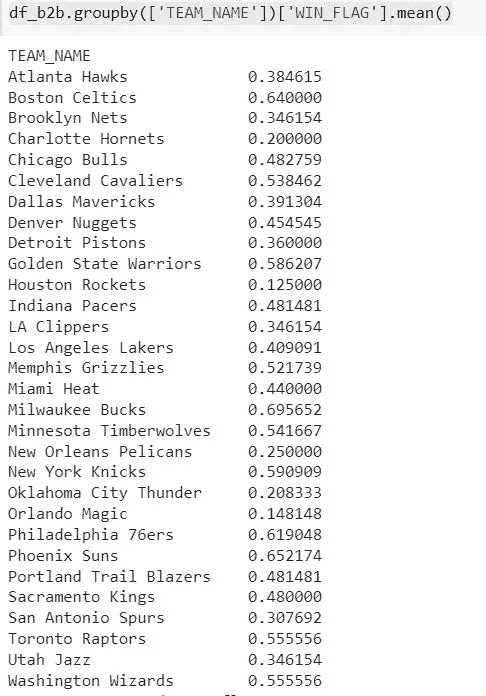 df_b2b.groupby(['TEAM_NAME'])['WIN_FLAG'].mean()
TEAM_NAME
Atlanta Hawks 0.384615
Boston Celtics 0.640000
Brooklyn Nets 0.346154
Charlotte Hornets 0.200000
Chicago Bulls 0.482759
Cleveland Cavaliers 0.538462
Dallas Mavericks 0.391304
Denver Nuggets 0.454545
Detroit Pistons 0.360000
Golden State Warriors 0.586207
Houston Rockets 0.125000
Indiana Pacers 0.481481
LA Clippers 0.346154
Los Angeles Lakers 0.409091
Memphis Grizzlies 0.521739
Miami Heat 0.440000
Milwaukee Bucks 0.695652
Minnesota Timberwolves 0.541667
New Orleans Pelicans 0.250000
New York Knicks 0.590909
Oklahoma City Thunder 0.208333
Orlando Magic 0.148148
Philadelphia 76ers 0.619048
Phoenix Suns 0.652174
Portland Trail Blazers 0.481481
Sacramento Kings 0.480000
San Antonio Spurs 0.307692
Toronto Raptors 0.555556
Utah Jazz 0.346154
Washington Wizards 0.555556